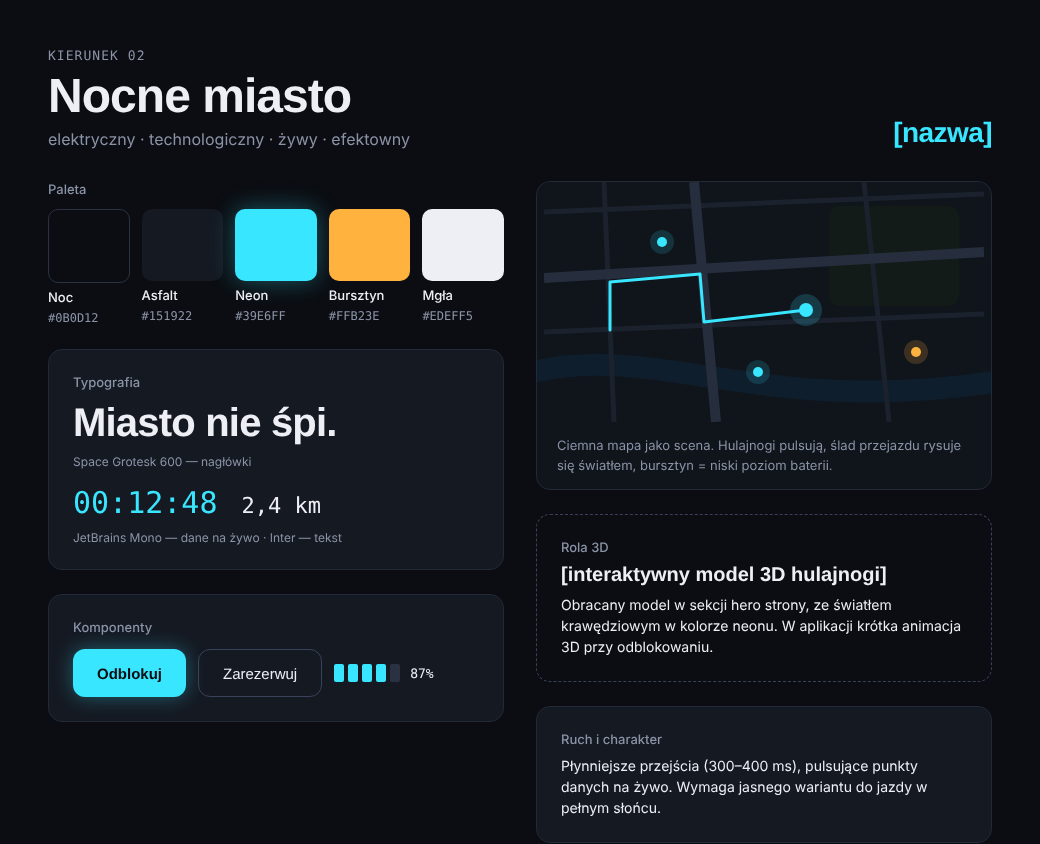 KIERUNEK 02
Nocne miasto
elektryczny · technologiczny · żywy · efektowny
[nazwa]
Paleta
Noc
#0B0D12
Asfalt
#151922
Neon
#39E6FF
Bursztyn
#FFB23E
Mgła
#EDEFF5
Typografia
Miasto nie śpi.
Space Grotesk 600 — nagłówki
00:12:48 2,4 km
JetBrains Mono — dane na żywo · Inter — tekst
Komponenty
Odblokuj
Zarezerwuj
87%
Ciemna mapa jako scena. Hulajnogi pulsują, ślad przejazdu rysuje
się światłem, bursztyn = niski poziom baterii.
Rola 3D
[interaktywny model 3D hulajnogi]
Obracany model w sekcji hero strony, ze światłem
krawędziowym w kolorze neonu. W aplikacji krótka animacja
3D przy odblokowaniu.
Ruch i charakter
Płynniejsze przejścia (300–400 ms), pulsujące punkty
danych na żywo. Wymaga jasnego wariantu do jazdy w
pełnym słońcu.